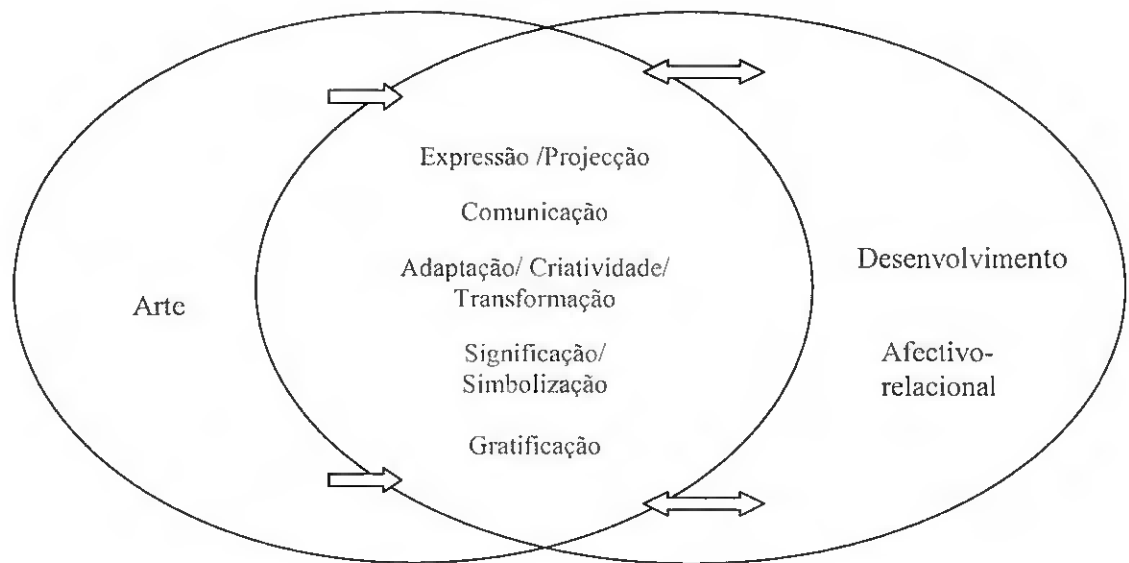 Expressão /Projecção
Comunicação
Adaptação/ Criatividade/
Transformação
Significação/
Simbolização
Gratificação
Arte
Desenvolvimento
Afectivo-
relacional